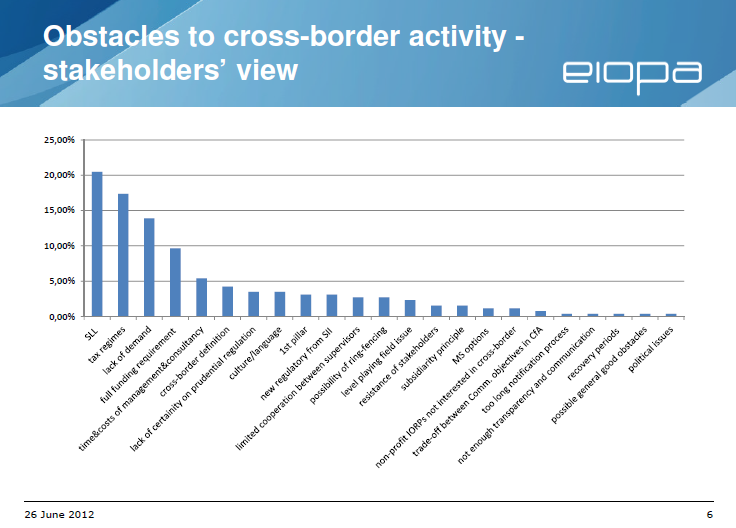 Obstacles to cross-border activity -
stakeholders' view
eiopa
25,00%
20,00%
15,00%
10,00%
5,00%
0,00%
SLL
tax regimes
lack of demand
full funding requirement
time&costs of management&consultancy
cross-border definition
lack of certainity on prudential regulation
culture/language
1st pillar
new regulatory from SII
limited cooperation between supervisors
possibility of ring-fencing
level playing field issue
resistance of stakeholders
subsidiarity principle
MS options
non-profit IORPs not interested in cross-border
trade-off between Comm. objectives in CfA
too long notification process
not enough transparency and communication
recovery periods
possible general good obstacles
political issues
26 June 2012
6